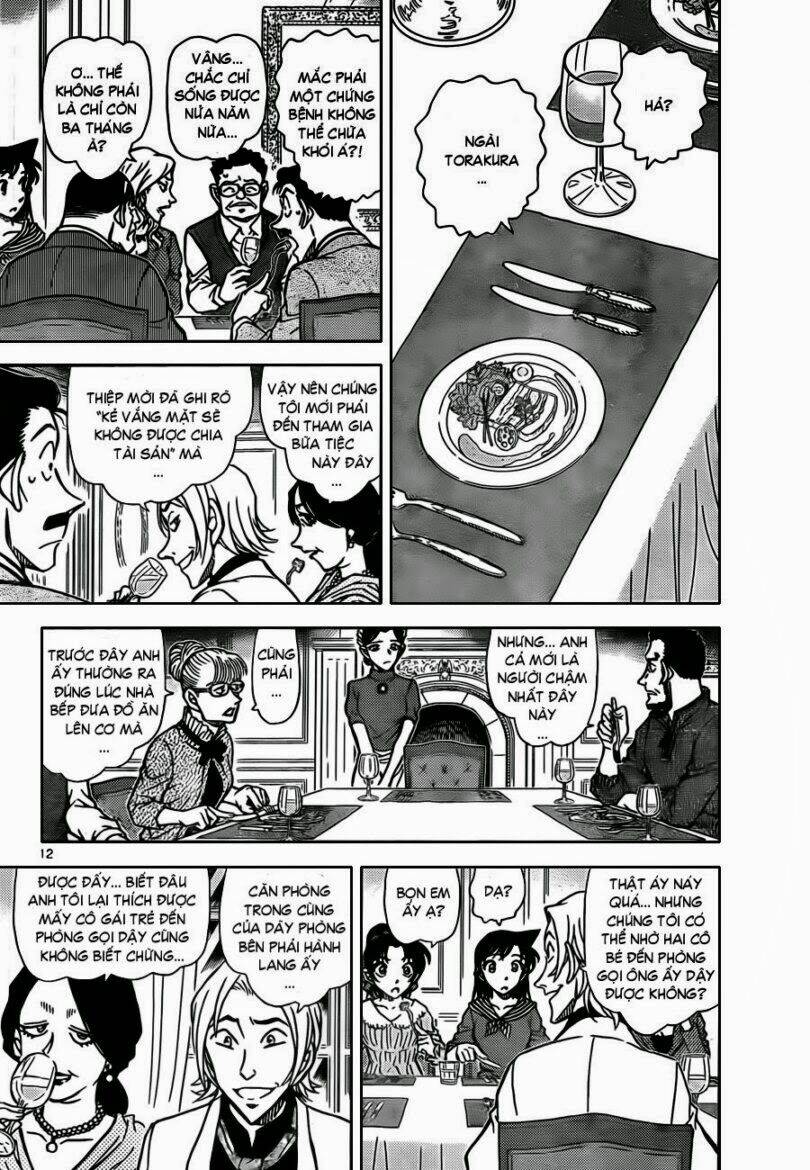 HẢ?
NGÀI
TORAKURA
...
MẮC PHẢI
MỘT CHỨNG
BỆNH KHÔNG
THỂ CHỮA
KHỎI Á?!
VÂNG...
CHẮC CHỈ
SỐNG ĐƯỢC
NỬA NĂM
NỮA...
Ơ... THẾ
KHÔNG PHẢI
LÀ CHỈ CÒN
BA THÁNG
À?
VẬY NÊN CHÚNG
TÔI MỚI PHẢI
ĐẾN THAM GIA
BỮA TIỆC
NÀY ĐÂY
...
THIỆP MỜI ĐÃ GHI RÕ
"KẺ VẮNG MẶT SẼ
KHÔNG ĐƯỢC CHIA
TÀI SẢN" MÀ
...
NHƯNG... ANH
CẢ MỚI LÀ
NGƯỜI CHẬM
NHẤT ĐẤY
NÀY
...
CŨNG
PHẢI
...
TRƯỚC ĐÂY ANH
ẤY THƯỜNG RA
ĐÚNG LÚC NHÀ
BẾP ĐƯA ĐỒ ĂN
LÊN CƠ MÀ
...
12
THẬT ÁY NÁY
QUÁ... NHƯNG
CHÚNG TÔI CÓ
THỂ NHỜ HAI CÔ
BÉ ĐẾN PHÒNG
GỌI ÔNG ẤY DẬY
ĐƯỢC KHÔNG?
DẠ?
BỌN EM
ẤY Ạ?
CĂN PHÒNG
TRONG CÙNG
CỦA DÃY PHÒNG
BÊN PHẢI HÀNH
LANG ẤY
...
ĐƯỢC ĐẤY... BIẾT ĐÂU
ANH TÔI LẠI THÍCH ĐƯỢC
MẤY CÔ GÁI TRẺ ĐẾN
PHÒNG GỌI DẬY CŨNG
KHÔNG BIẾT CHỪNG...